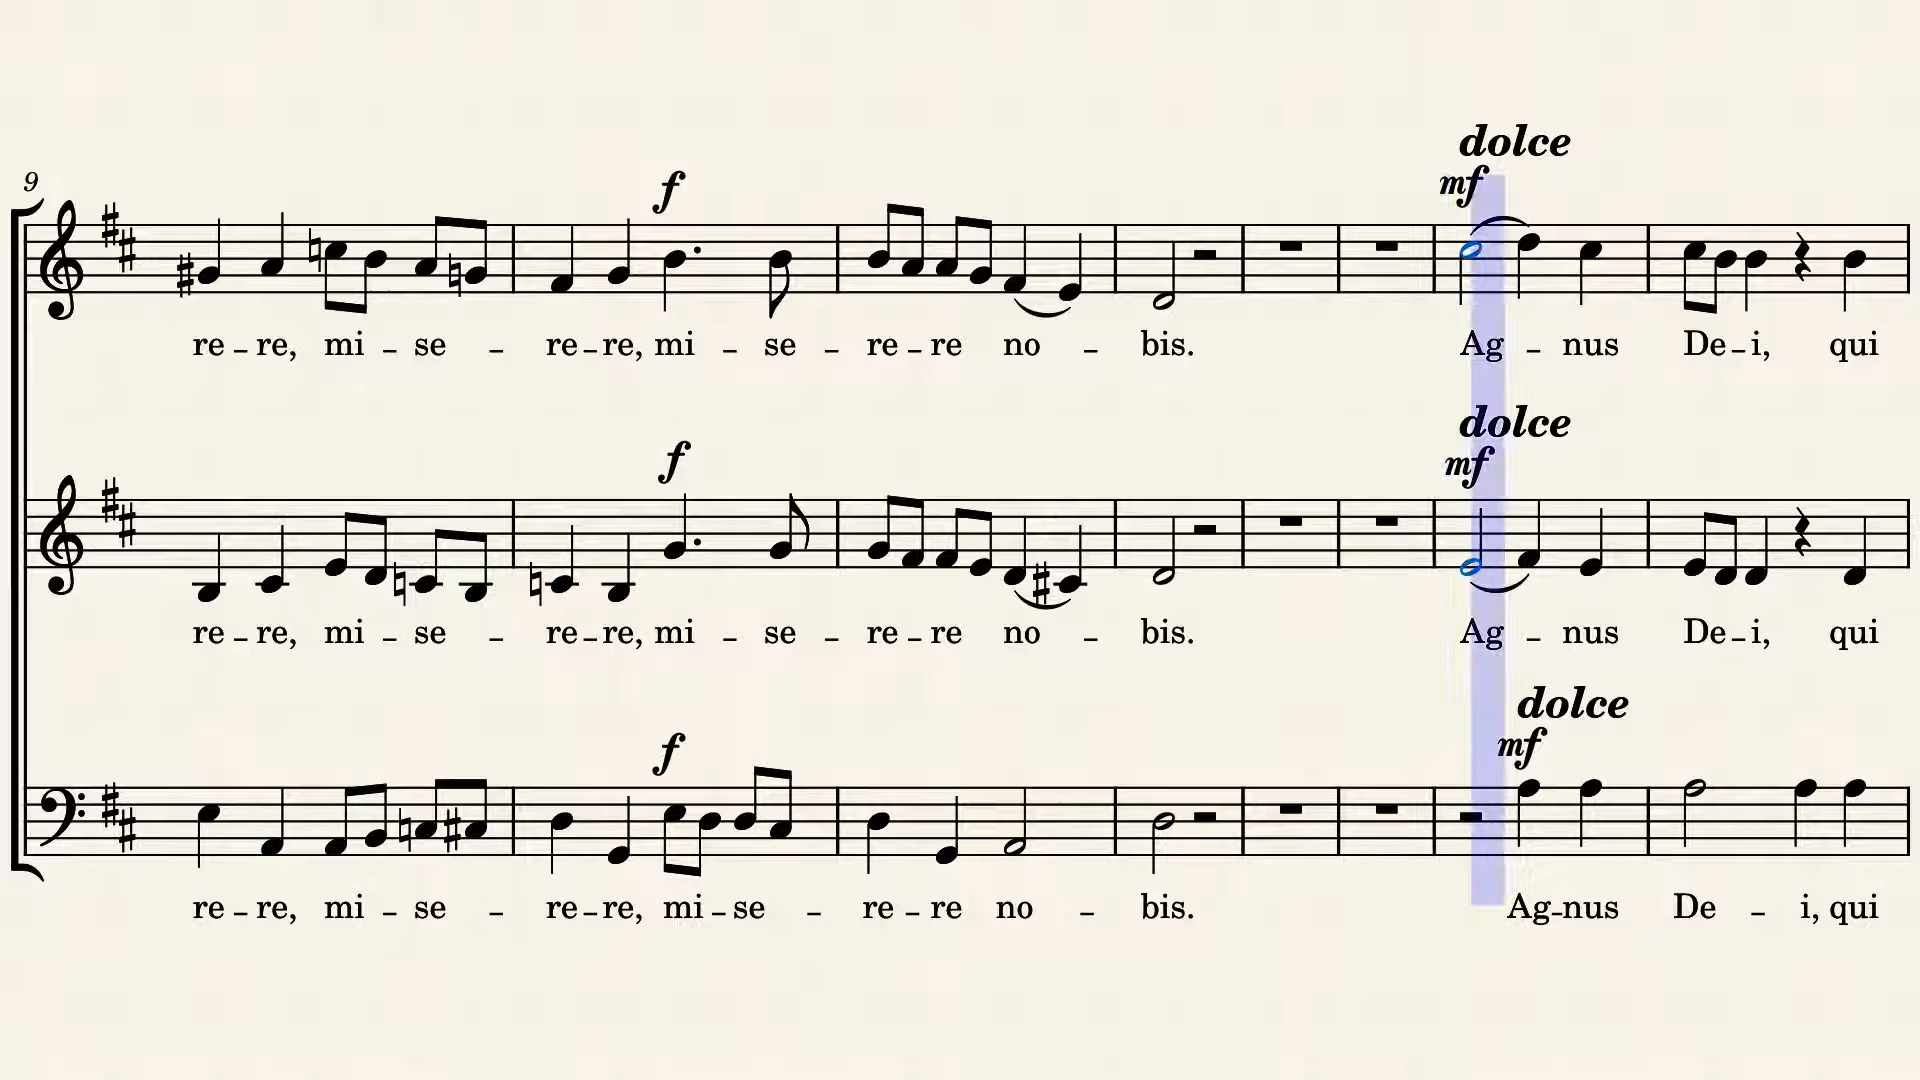 dolce
mf
9
f
re – re, mi – se – re – re, mi – se – re – re no – bis. Ag – nus De – i, qui
dolce
mf
f
re – re, mi – se – re – re, mi – se – re – re no – bis. Ag – nus De – i, qui
dolce
mf
f
re – re, mi – se – re – re, mi – se – re – re no – bis. Ag – nus De – i, qui